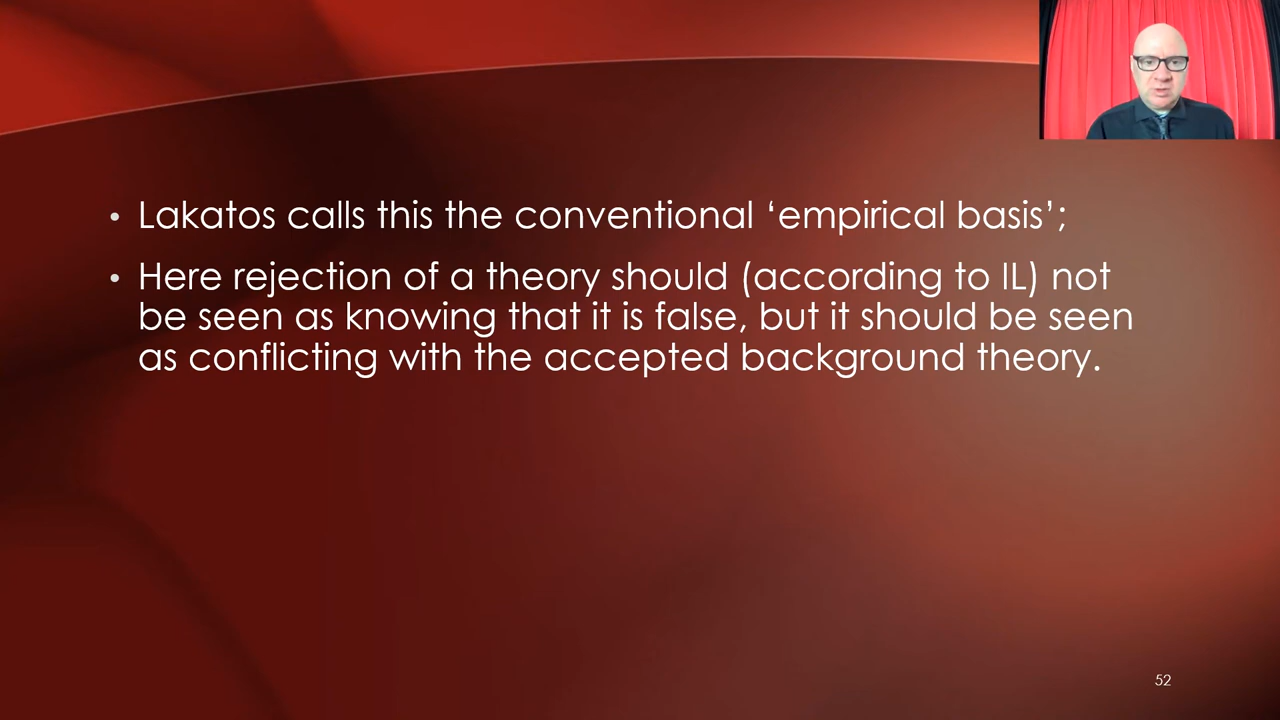 • Lakatos calls this the conventional ‘empirical basis’;
• Here rejection of a theory should (according to IL) not
be seen as knowing that it is false, but it should be seen
as conflicting with the accepted background theory.
52